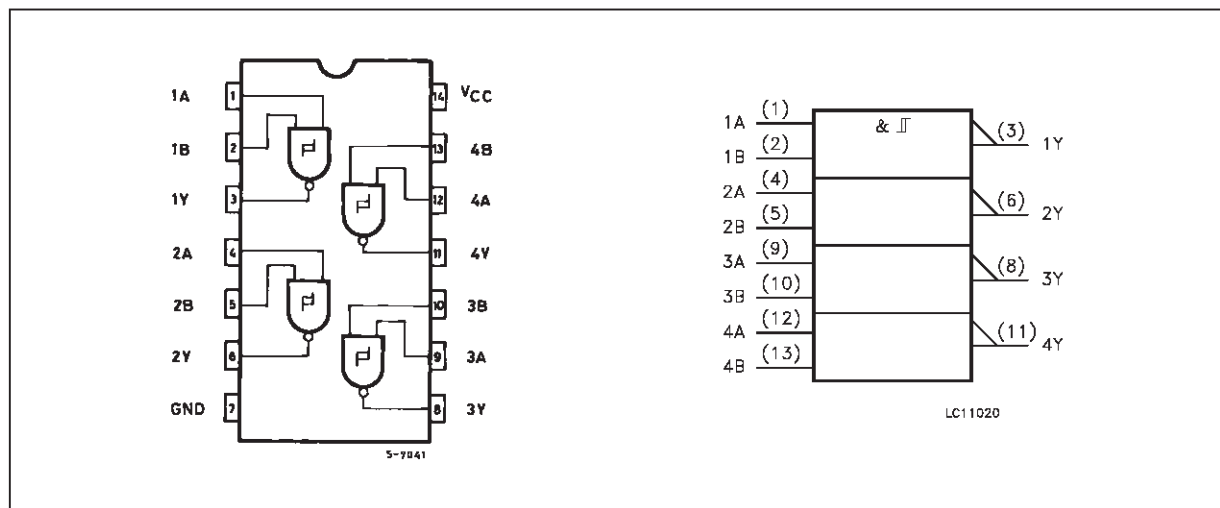 1A 1 14 VCC
1B 2 13 4B
1Y 3 12 4A
2A 4 11 4Y
2B 5 10 3B
2Y 6 9 3A
GND 7 8 3Y
S-7041
1A (1) & (3) 1Y
1B (2)
2A (4) (6) 2Y
2B (5)
3A (9) (8) 3Y
3B (10)
4A (12) (11) 4Y
4B (13)
LC11020